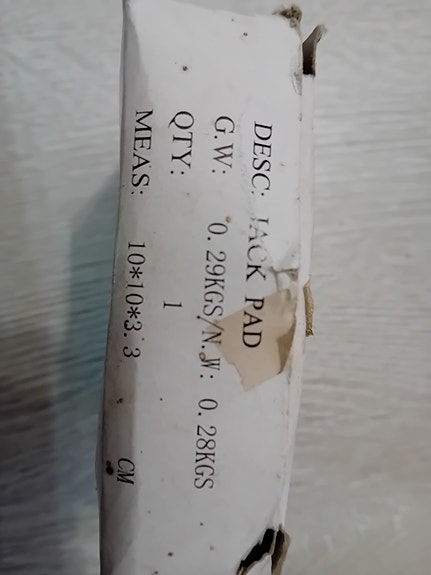 DESC: JACK PAD
G.W: 0.29KGS/N.W: 0.28KGS
QTY: 1
MEAS: 10*10*3.3 CM